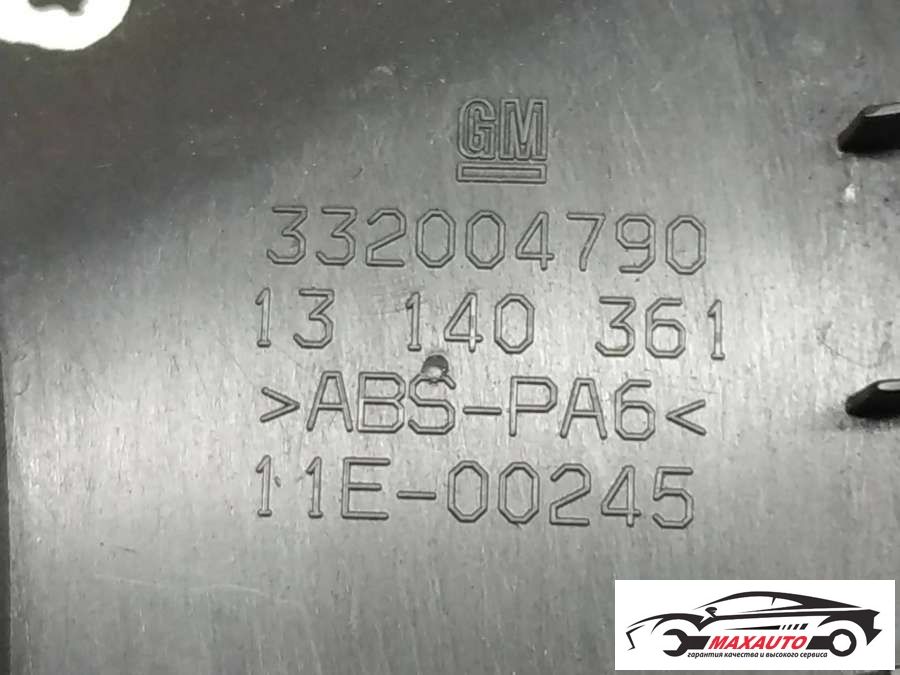 GM
332004790
13 140 361
>ABS-PA6<
11E-00245
MAXAUTO
гарантия качества и высокого сервиса